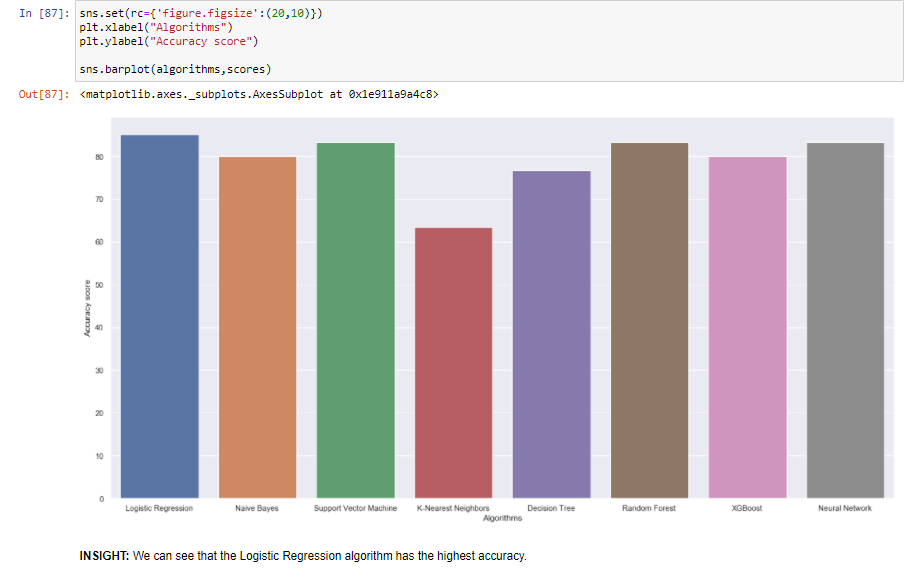 In [87]: sns.set(rc={'figure.figsize':(20,10)})
plt.xlabel("Algorithms")
plt.ylabel("Accuracy score")
sns.barplot(algorithms,scores)
Out[87]: <matplotlib.axes._subplots.AxesSubplot at 0x1e911a9a4c8>
80
70
60
50
40
30
20
10
0
Accuracy score
Logistic Regression Naive Bayes Support Vector Machine K-Nearest Neighbors Decision Tree Random Forest XGBoost Neural Network
Algorithms
INSIGHT: We can see that the Logistic Regression algorithm has the highest accuracy.